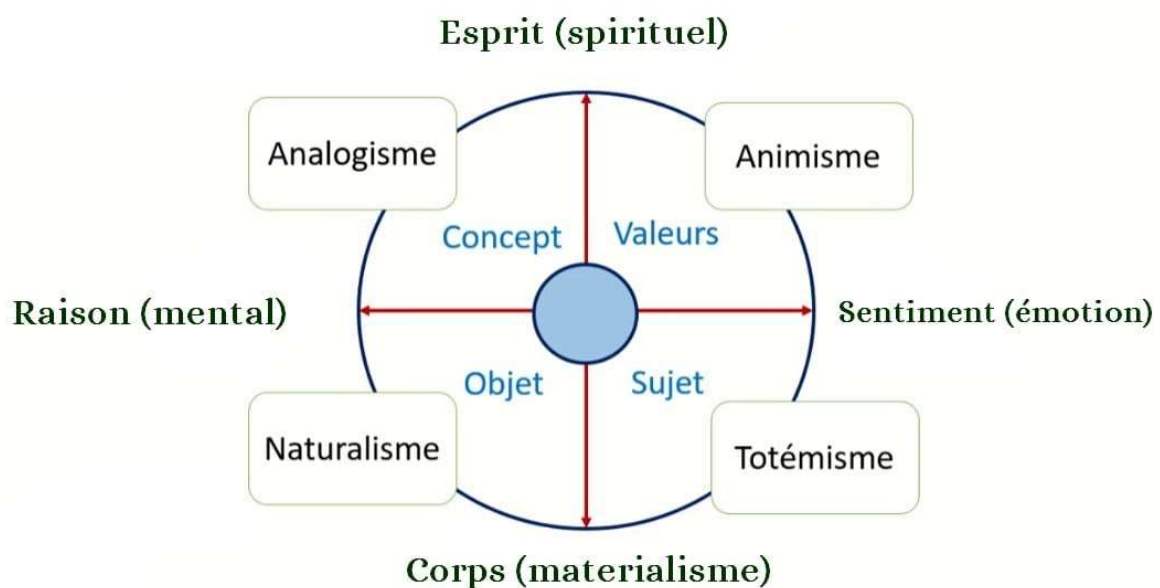 Esprit (spirituel)
Analogisme
Animisme
Concept
Valeurs
Raison (mental)
Sentiment (émotion)
Objet
Sujet
Naturalisme
Totémisme
Corps (materialisme)